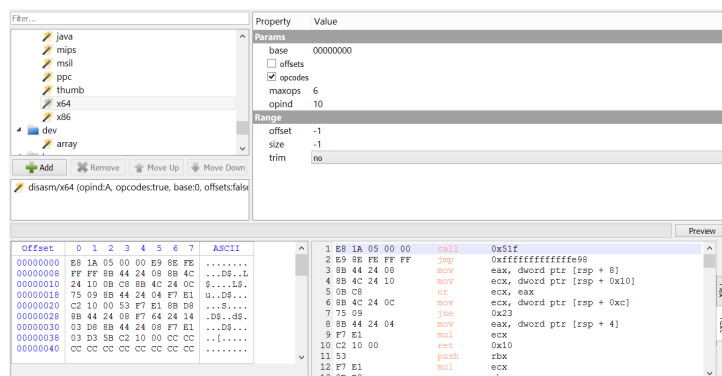 Filter...
java
mips
msil
ppc
thumb
x64
x86
dev
array
Add Remove Move Up Move Down
disasm/x64 (opind:A, opcodes:true, base:0, offsets:false
Property Value
Params
base 00000000
offsets
opcodes
maxops 6
opind 10
Range
offset -1
size -1
trim no
Preview
Offset 0 1 2 3 4 5 6 7 ASCII
00000000 E8 1A 05 00 00 E9 8E FE ........
00000008 FF FF 8B 44 24 08 8B 4C ...D$..L
00000010 24 10 0B C8 8B 4C 24 0C $....L$.
00000018 75 09 8B 44 24 04 F7 E1 u..D$...
00000020 C2 10 00 53 F7 E1 8B D8 ...S....
00000028 8B 44 24 08 F7 64 24 14 .D$..d$.
00000030 03 D8 8B 44 24 08 F7 E1 ...D$...
00000038 03 D3 5B C2 10 00 CC CC ..[.....
00000040 CC CC CC CC CC CC CC CC ........
1 E8 1A 05 00 00 call 0x51f
2 E9 8E FE FF FF jmp 0xfffffffffffffe98
3 8B 44 24 08 mov eax, dword ptr [rsp + 8]
4 8B 4C 24 10 mov ecx, dword ptr [rsp + 0x10]
5 0B C8 or ecx, eax
6 8B 4C 24 0C mov ecx, dword ptr [rsp + 0xc]
7 75 09 jne 0x23
8 8B 44 24 04 mov eax, dword ptr [rsp + 4]
9 F7 E1 mul ecx
10 C2 10 00 ret 0x10
11 53 push rbx
12 F7 E1 mul ecx